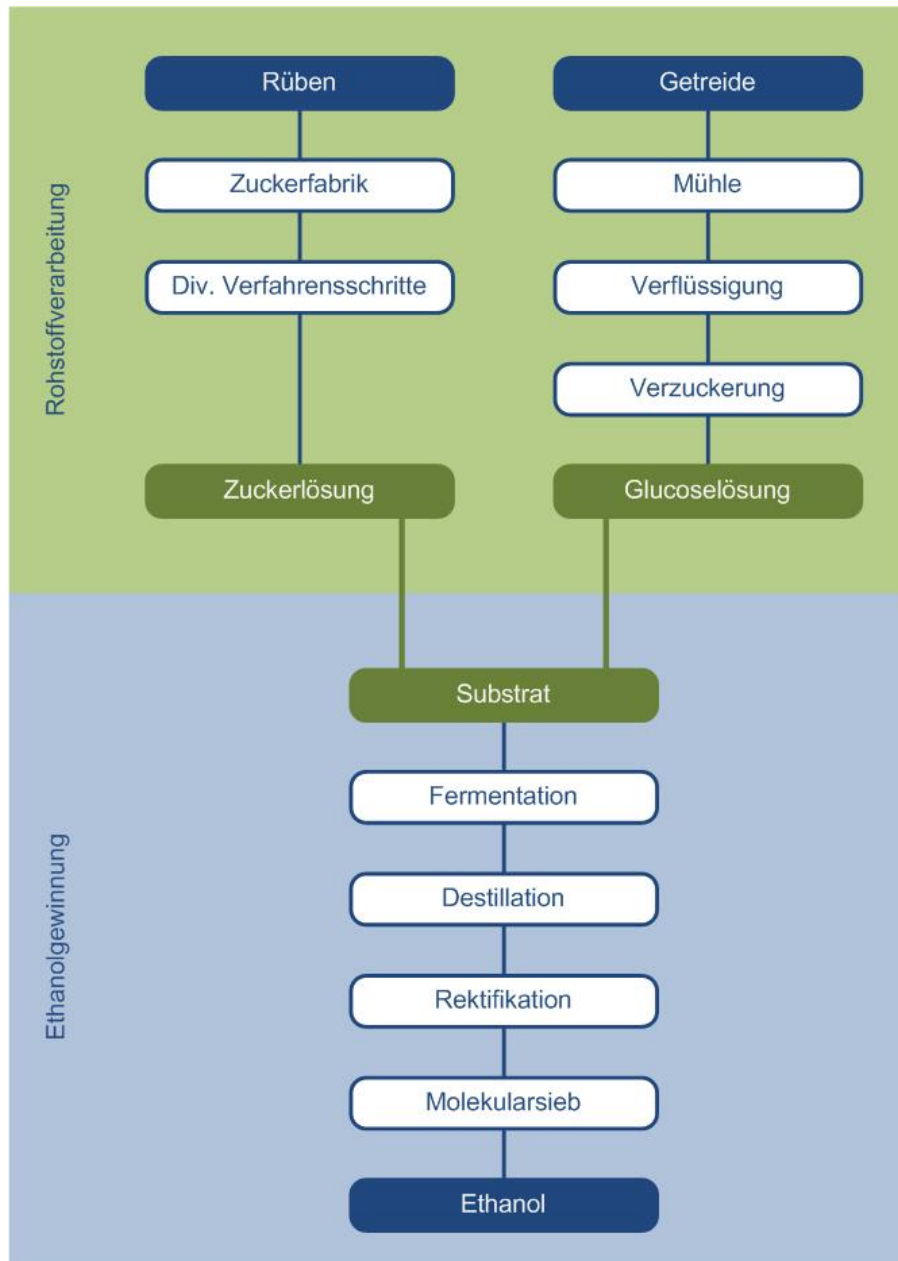 Rohstoffverarbeitung
Rüben
Zuckerfabrik
Div. Verfahrensschritte
Zuckerlösung
Getreide
Mühle
Verflüssigung
Verzuckerung
Glucoselösung
Ethanolgewinnung
Substrat
Fermentation
Destillation
Rektifikation
Molekularsieb
Ethanol